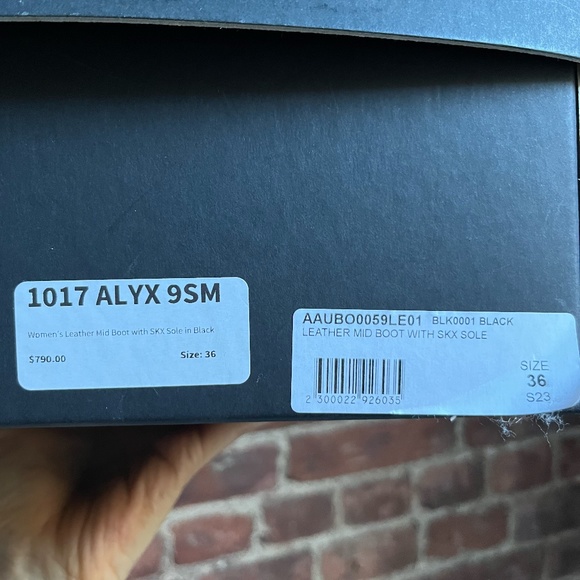 1017 ALYX 9SM
Women's Leather Mid Boot with SKX Sole in Black
$790.00 Size: 36
AAUBO0059LE01 BLK0001 BLACK
LEATHER MID BOOT WITH SKX SOLE
SIZE
36
S23
2 300022 926035